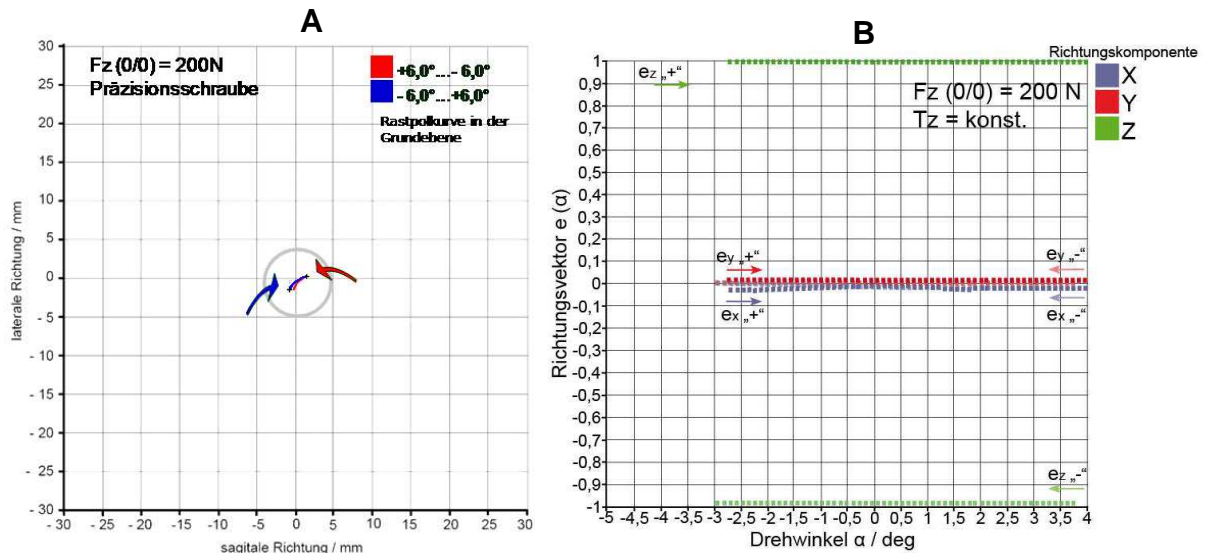 A
30
25
20
15
10
5
0
- 5
- 10
- 15
- 20
- 25
- 30
laterale Richtung / mm
Fz (0/0) = 200N
Präzisionsschraube
+6,0°...- 6,0°
- 6,0°...+6,0°
Rastpolkurve in der
Grundebene
- 30 -25 -20 -15 -10 -5 0 5 10 15 20 25 30
sagitale Richtung / mm
B
Richtungskomponente
X
Y
Z
1
0,9
0,8
0,7
0,6
0,5
0,4
0,3
0,2
0,1
0
-0,1
-0,2
-0,3
-0,4
-0,5
-0,6
-0,7
-0,8
-0,9
-1
Richtungsvektor e (α)
ez „+“
Fz (0/0) = 200 N
Tz = konst.
ey „+“
ey „-“
ex „+“
ex „-“
ez „-“
-5 -4,5 -4 -3,5 -3 -2,5 -2 -1,5 -1 0,5 0 0,5 1 1,5 2 2,5 3 3,5 4
Drehwinkel α / deg